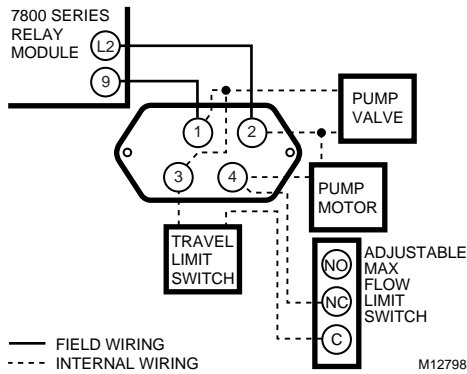 7800 SERIES
RELAY
MODULE
L2
9
1
2
3
4
PUMP
VALVE
PUMP
MOTOR
TRAVEL
LIMIT
SWITCH
NO
NC
C
ADJUSTABLE
MAX
FLOW
LIMIT
SWITCH
FIELD WIRING
INTERNAL WIRING
M12798